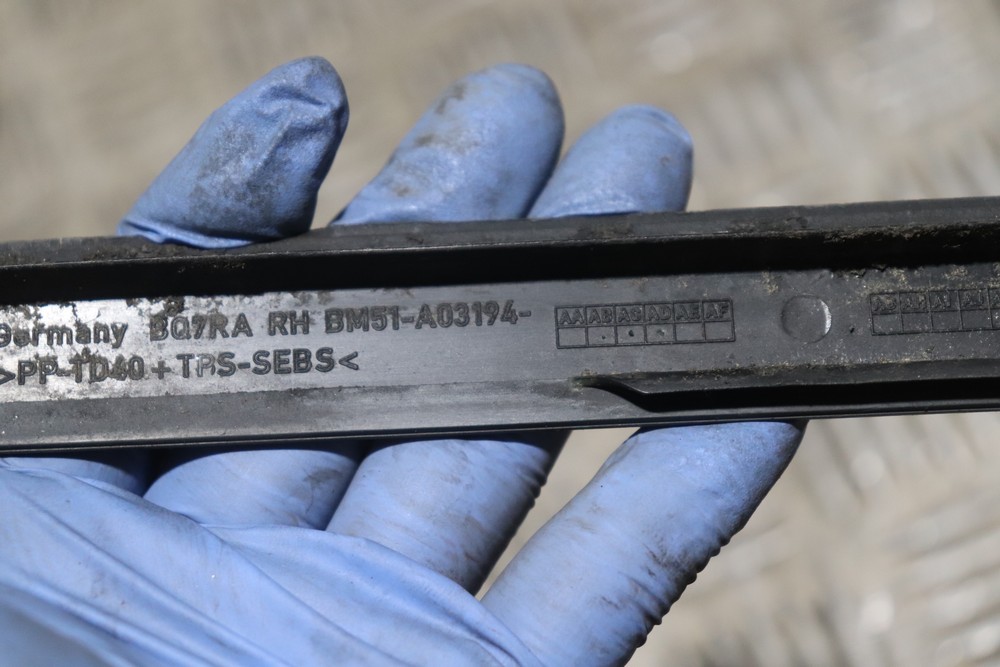 Germany BQ7RA RH BM51-A03194-
>PP-TD40+TPS-SEBS<
AA AB AC AD AE AF